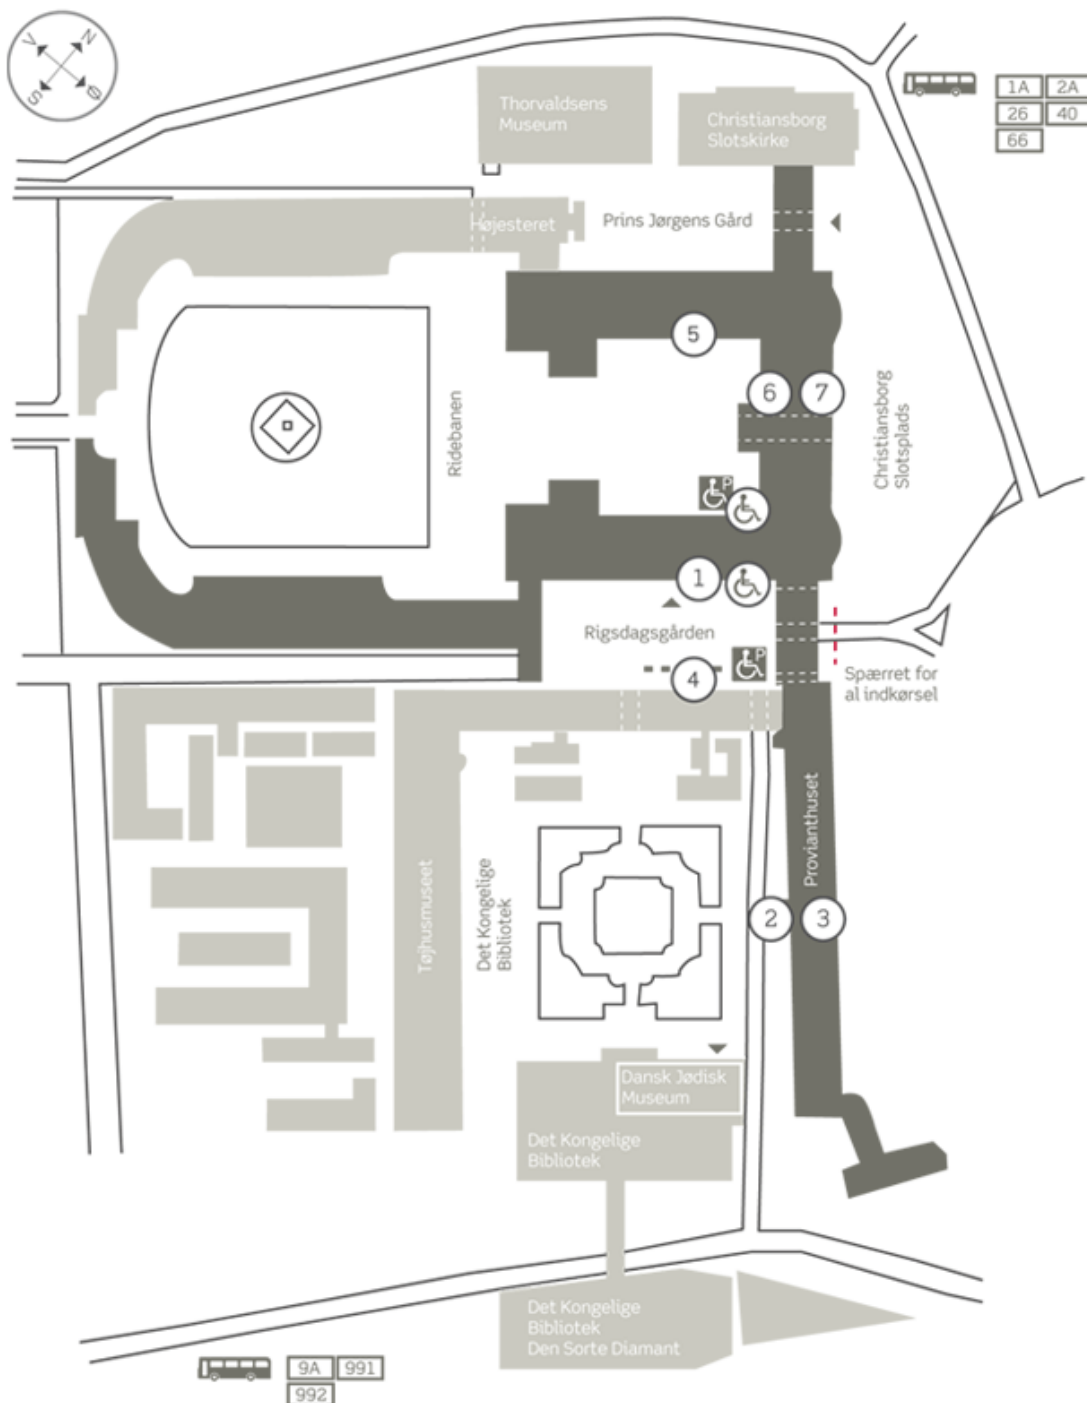 V
N
S
Ø
Thorvaldsens
Museum
Christiansborg
Slotskirke
1A
2A
26
40
66
Højesteret
Prins Jørgens Gård
5
6
7
Ridebanen
Christiansborg
Slotsplads
P
1
Rigsdagsgården
P
4
Spærret for
al indkørsel
Provianthuset
Tøjhusmuseet
Det Kongelige
Bibliotek
2
3
Dansk Jødisk
Museum
Det Kongelige
Bibliotek
Det Kongelige
Bibliotek
Den Sorte Diamant
9A
991
992